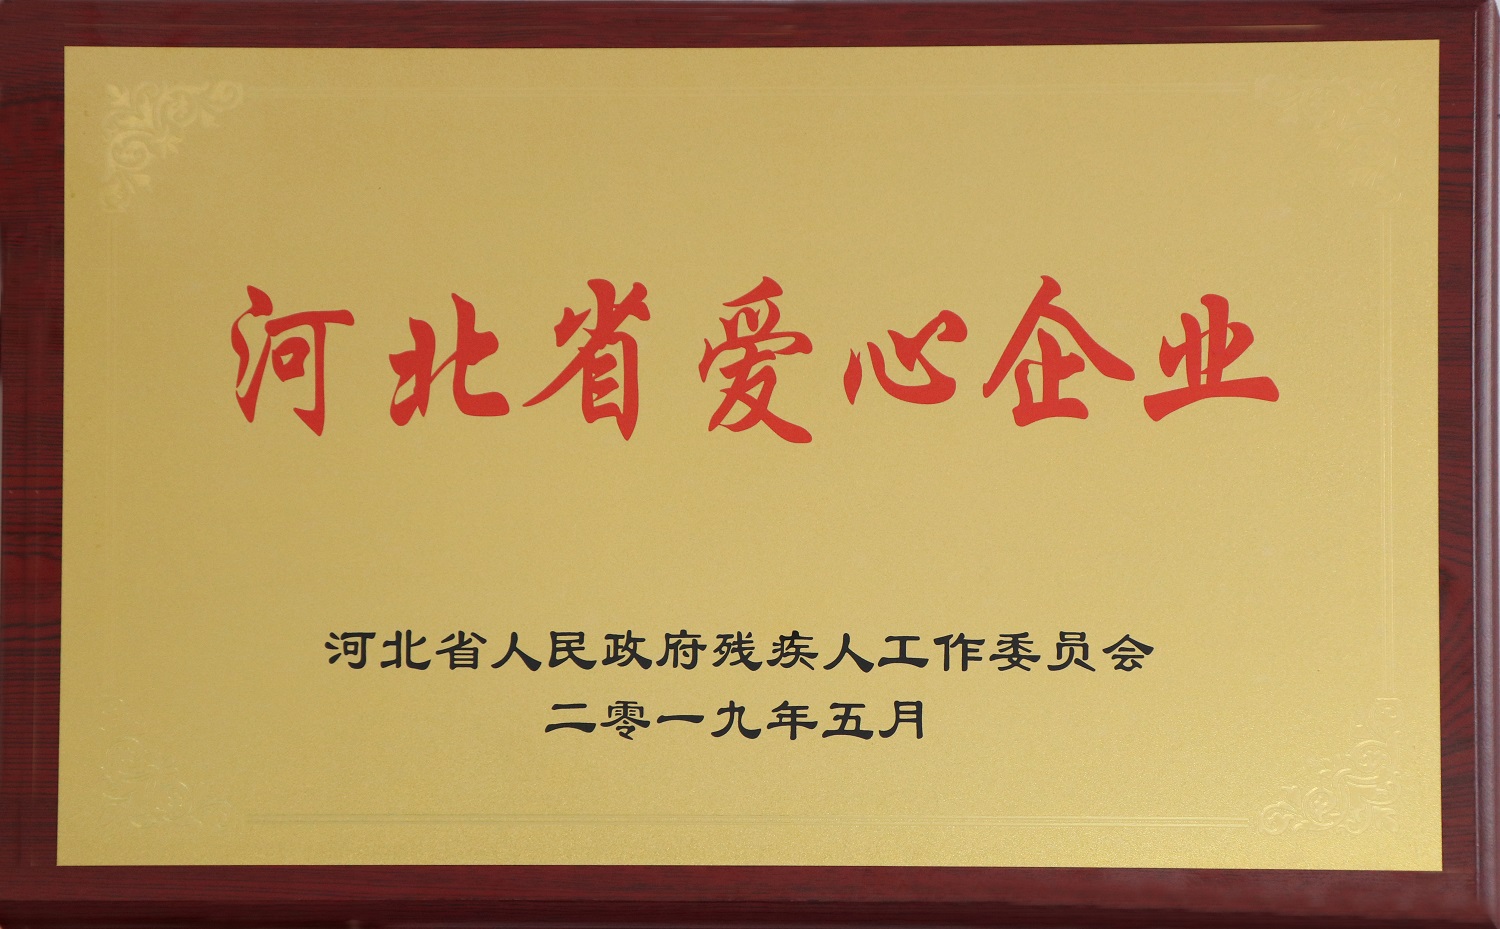 河北省爱心企业
河北省人民政府残疾人工作委员会
二零一九年五月